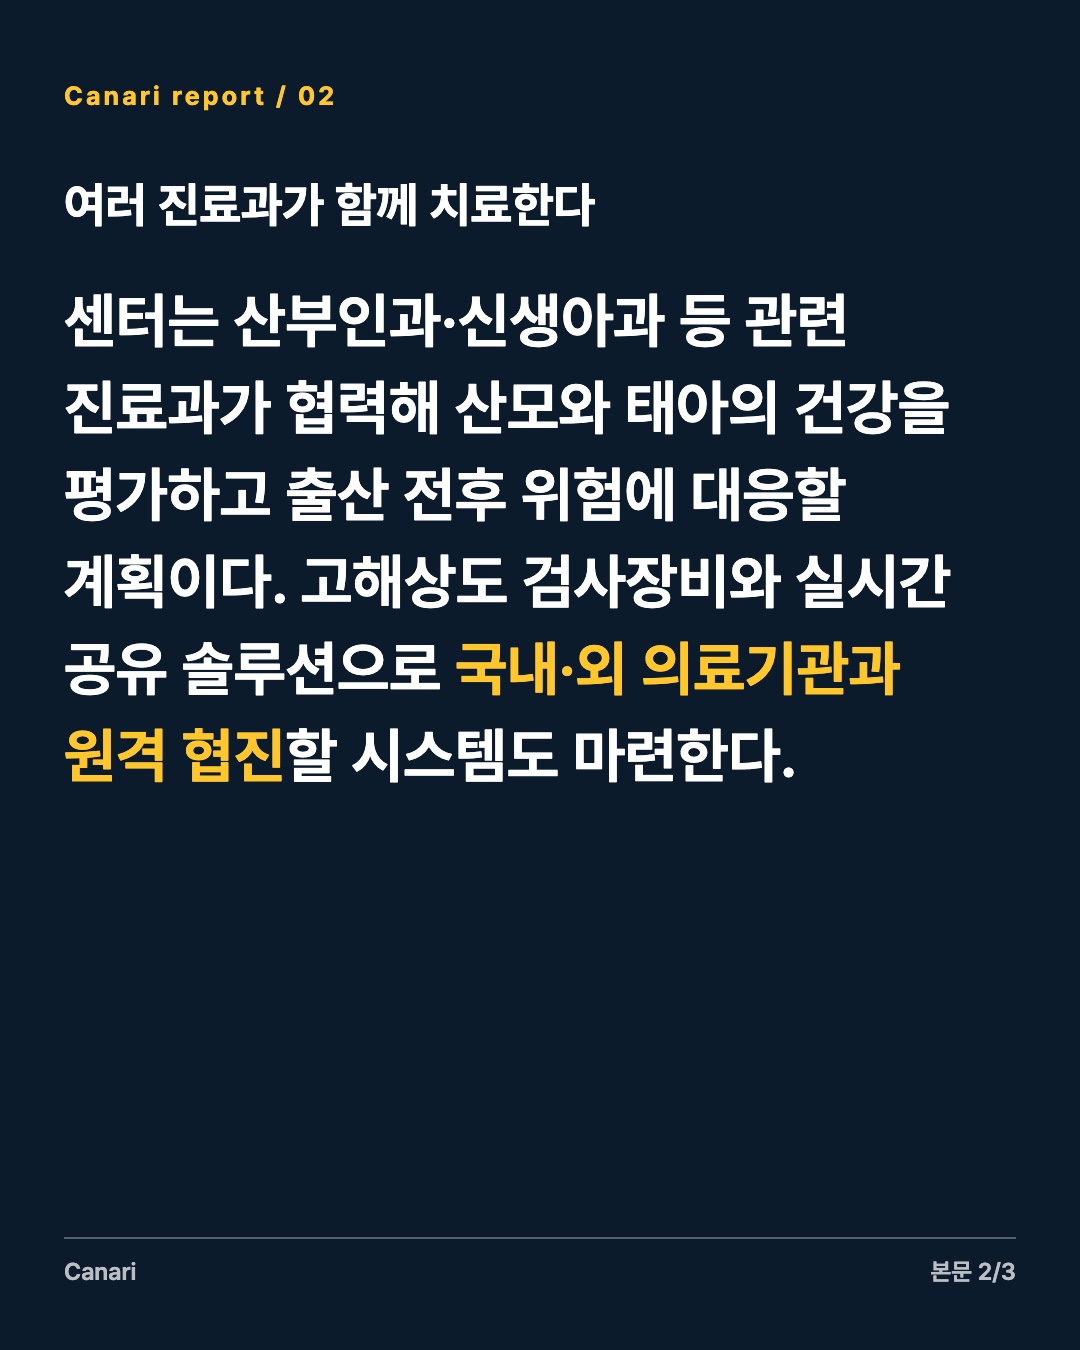 Canari report / 02
여러 진료과가 함께 치료한다
센터는 산부인과·신생아과 등 관련
진료과가 협력해 산모와 태아의 건강을
평가하고 출산 전후 위험에 대응할
계획이다. 고해상도 검사장비와 실시간
공유 솔루션으로 국내·외 의료기관과
원격 협진할 시스템도 마련한다.
Canari
본문 2/3